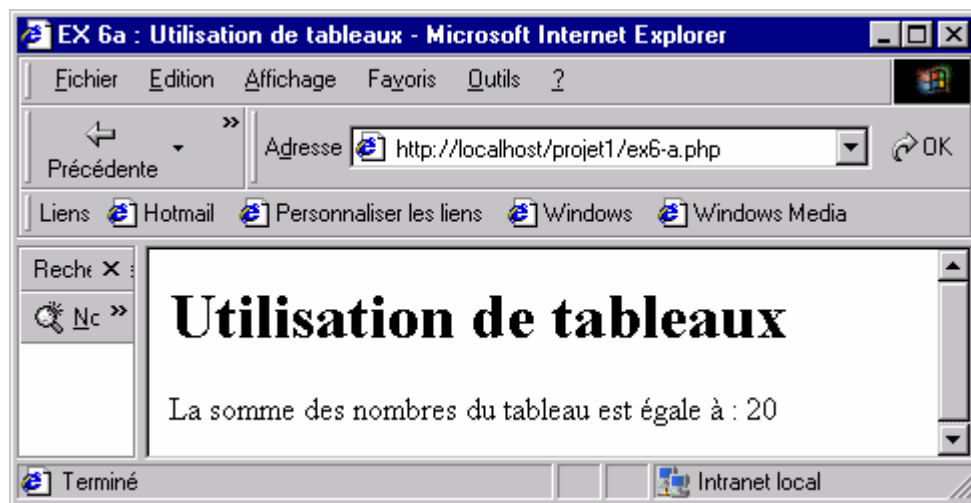 EX 6a : Utilisation de tableaux - Microsoft Internet Explorer
Fichier Edition Affichage Favoris Outils ?
Précédente » Adresse http://localhost/projet1/ex6-a.php OK
Liens Hotmail Personnaliser les liens Windows Windows Media
Reche
Nc »
Utilisation de tableaux
La somme des nombres du tableau est égale à : 20
Terminé Intranet local